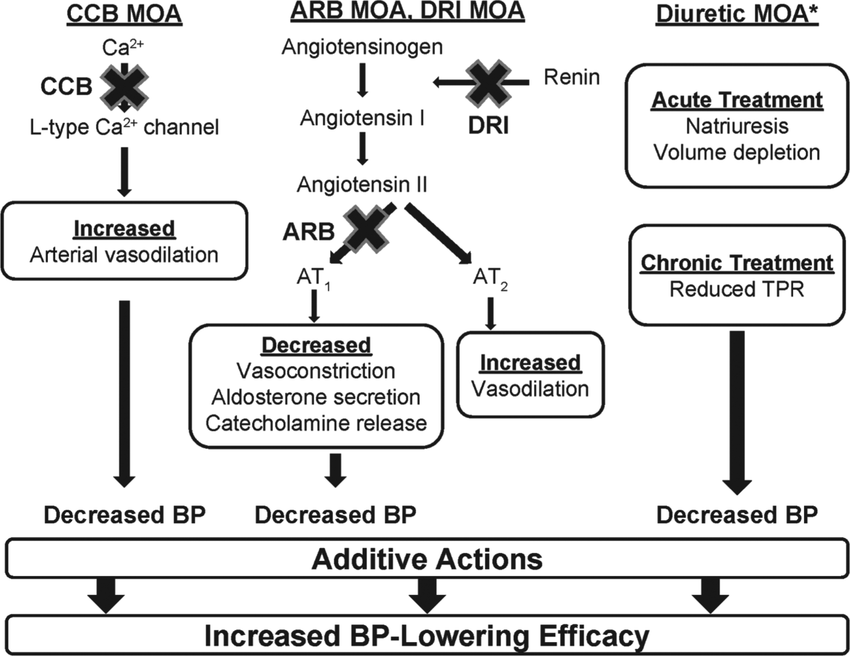 CCB MOA
Ca²⁺
CCB
L-type Ca²⁺ channel
Increased
Arterial vasodilation
Decreased BP
ARB MOA, DRI MOA
Angiotensinogen
Renin
DRI
Angiotensin I
Angiotensin II
ARB
AT₁
AT₂
Decreased
Vasoconstriction
Aldosterone secretion
Catecholamine release
Increased
Vasodilation
Decreased BP
Diuretic MOA*
Acute Treatment
Natriuresis
Volume depletion
Chronic Treatment
Reduced TPR
Decreased BP
Additive Actions
Increased BP-Lowering Efficacy